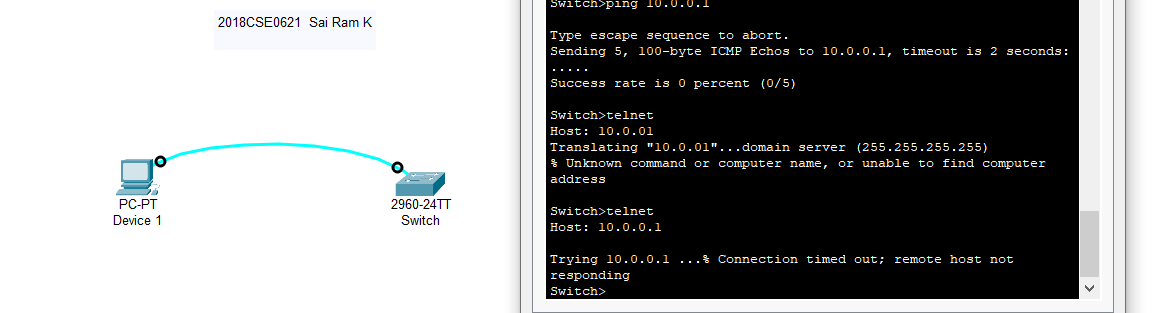 2018CSE0621 Sai Ram K
PC-PT
Device 1
2960-24TT
Switch
Switch>ping 10.0.0.1
Type escape sequence to abort.
Sending 5, 100-byte ICMP Echos to 10.0.0.1, timeout is 2 seconds:
.....
Success rate is 0 percent (0/5)
Switch>telnet
Host: 10.0.01
Translating "10.0.01"...domain server (255.255.255.255)
% Unknown command or computer name, or unable to find computer
address
Switch>telnet
Host: 10.0.0.1
Trying 10.0.0.1 ...% Connection timed out; remote host not
responding
Switch>